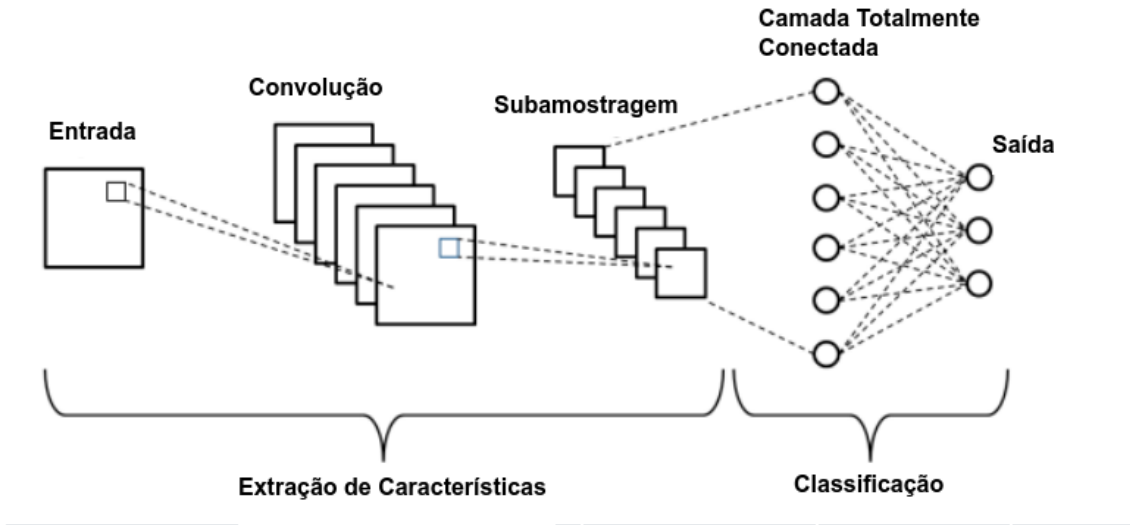 Camada Totalmente
Conectada
Convolução
Subamostragem
Entrada
Saída
Extração de Características
Classificação